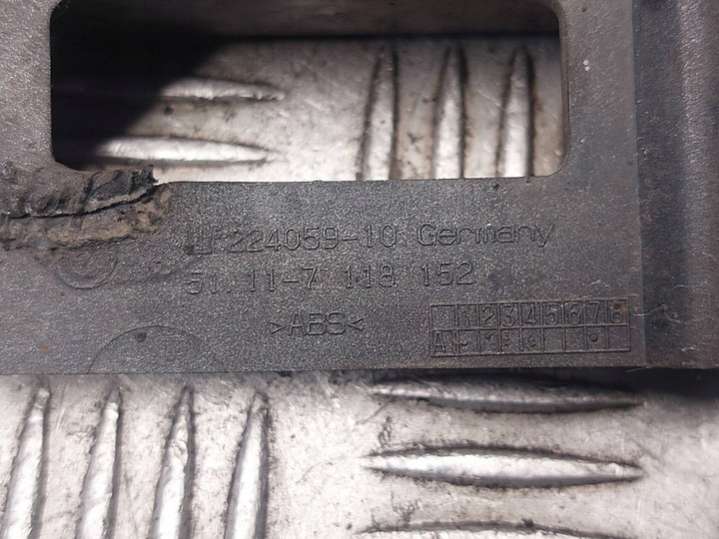 224059-10 Germany
51.11-7 118 152
>ABS<
1 2 3 4 5 6 7 8
A